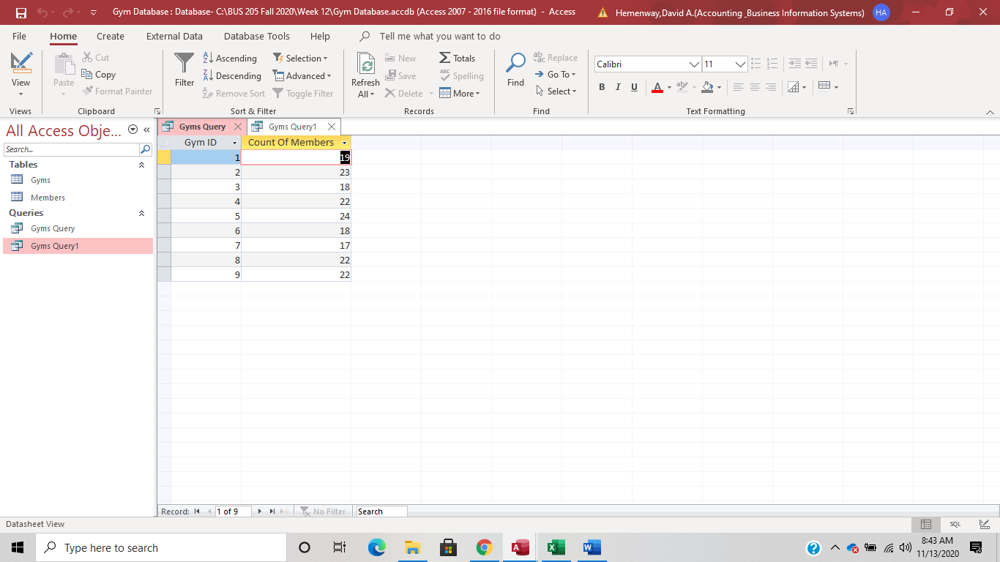 Gym Database : Database- C:\BUS 205 Fall 2020\Week 12\Gym Database.accdb (Access 2007 - 2016 file format) - Access
Hemenway,David A.(Accounting _Business Information Systems)
HA
File Home Create External Data Database Tools Help Tell me what you want to do
View
Views
Paste
Cut
Copy
Format Painter
Clipboard
Filter
Ascending
Descending
Remove Sort
Selection
Advanced
Toggle Filter
Sort & Filter
Refresh
All
New
Save
Delete
Totals
Spelling
More
Records
Find
Replace
Go To
Select
Find
Calibri 11
B I U A
Text Formatting
All Access Obje...
Search...
Tables
Gyms
Members
Queries
Gyms Query
Gyms Query1
Gyms Query Gyms Query1
Gym ID Count Of Members
1 19
2 23
3 18
4 22
5 24
6 18
7 17
8 22
9 22
Record: 1 of 9 No Filter Search
Datasheet View
SQL
Type here to search
8:43 AM
11/13/2020